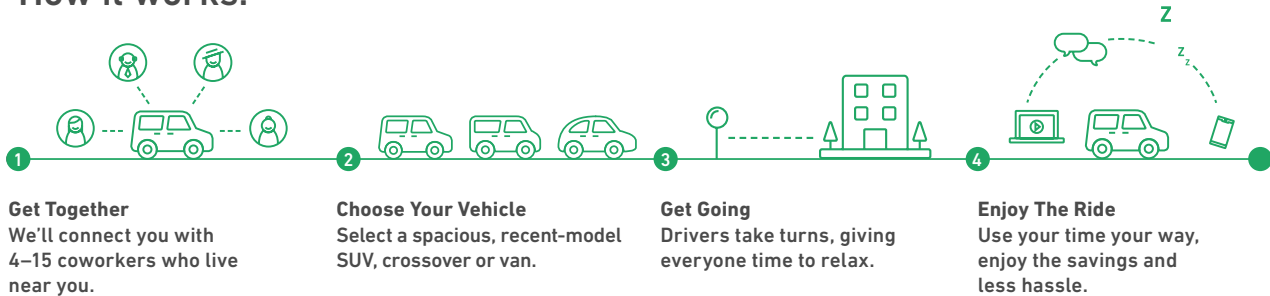 How it works:
1
2
3
4
Z
Z
Z
Get Together
We'll connect you with
4–15 coworkers who live
near you.
Choose Your Vehicle
Select a spacious, recent-model
SUV, crossover or van.
Get Going
Drivers take turns, giving
everyone time to relax.
Enjoy The Ride
Use your time your way,
enjoy the savings and
less hassle.